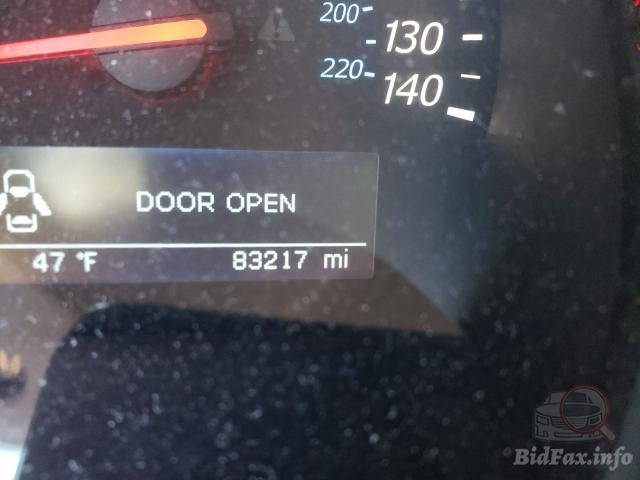 200
130
220
140
DOOR OPEN
47 °F 83217 mi
BidFax.info